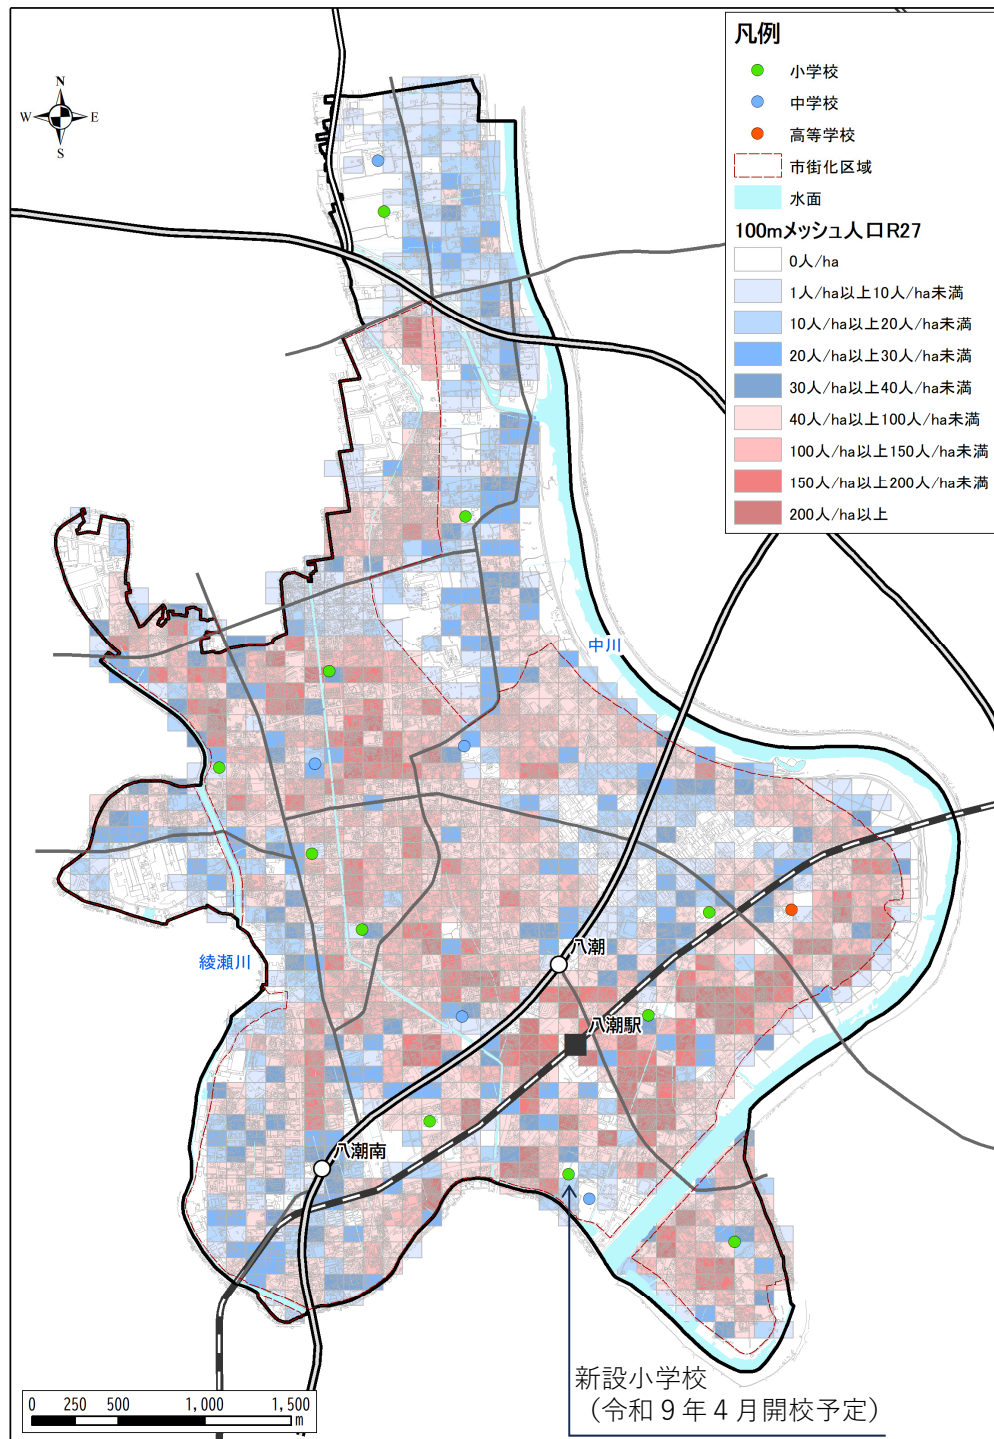 凡例
小学校
中学校
高等学校
市街化区域
水面
100mメッシュ人口R27
0人/ha
1人/ha以上10人/ha未満
10人/ha以上20人/ha未満
20人/ha以上30人/ha未満
30人/ha以上40人/ha未満
40人/ha以上100人/ha未満
100人/ha以上150人/ha未満
150人/ha以上200人/ha未満
200人/ha以上
N
W E
S
中川
綾瀬川
八潮
八潮駅
八潮南
新設小学校
（令和９年４月開校予定）
0 250 500 1,000 1,500
m